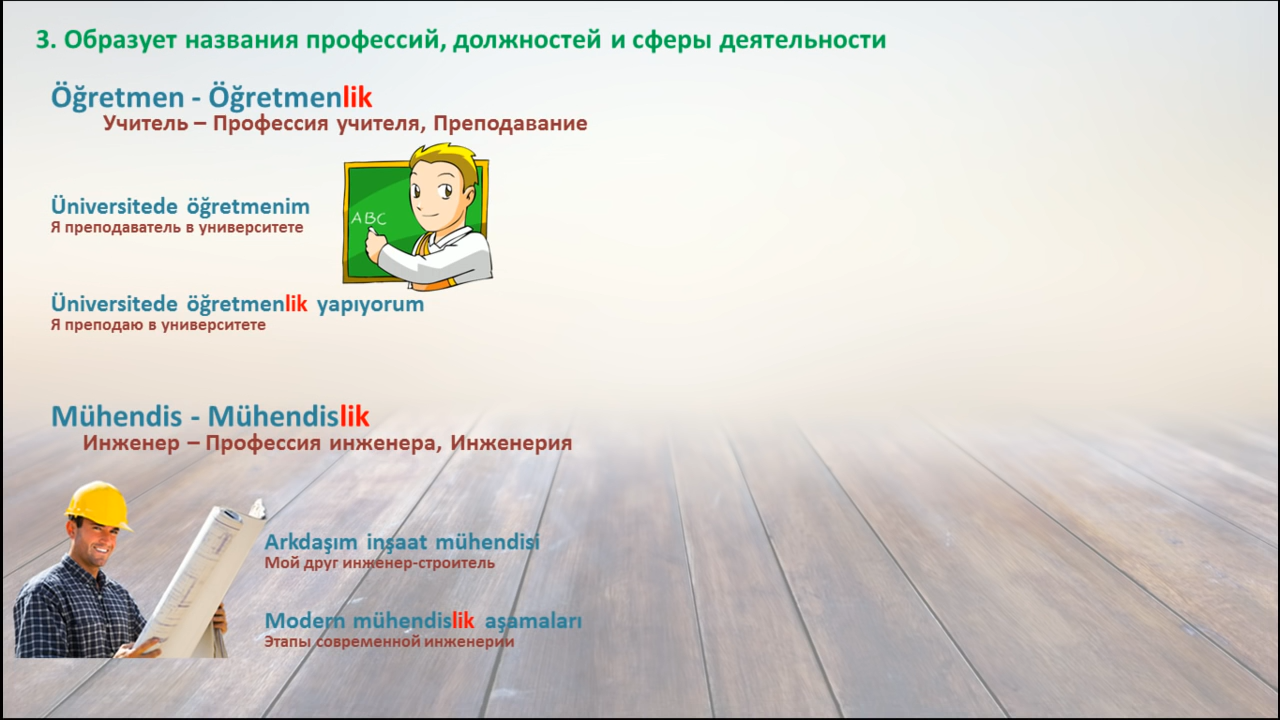 3. Образует названия профессий, должностей и сферы деятельности
Öğretmen - Öğretmenlik
Учитель – Профессия учителя, Преподавание
Üniversitede öğretmenim
Я преподаватель в университете
ABC
Üniversitede öğretmenlik yapıyorum
Я преподаю в университете
Mühendis - Mühendislik
Инженер – Профессия инженера, Инженерия
Arkdaşım inşaat mühendisi
Мой друг инженер-строитель
Modern mühendislik aşamaları
Этапы современной инженерии